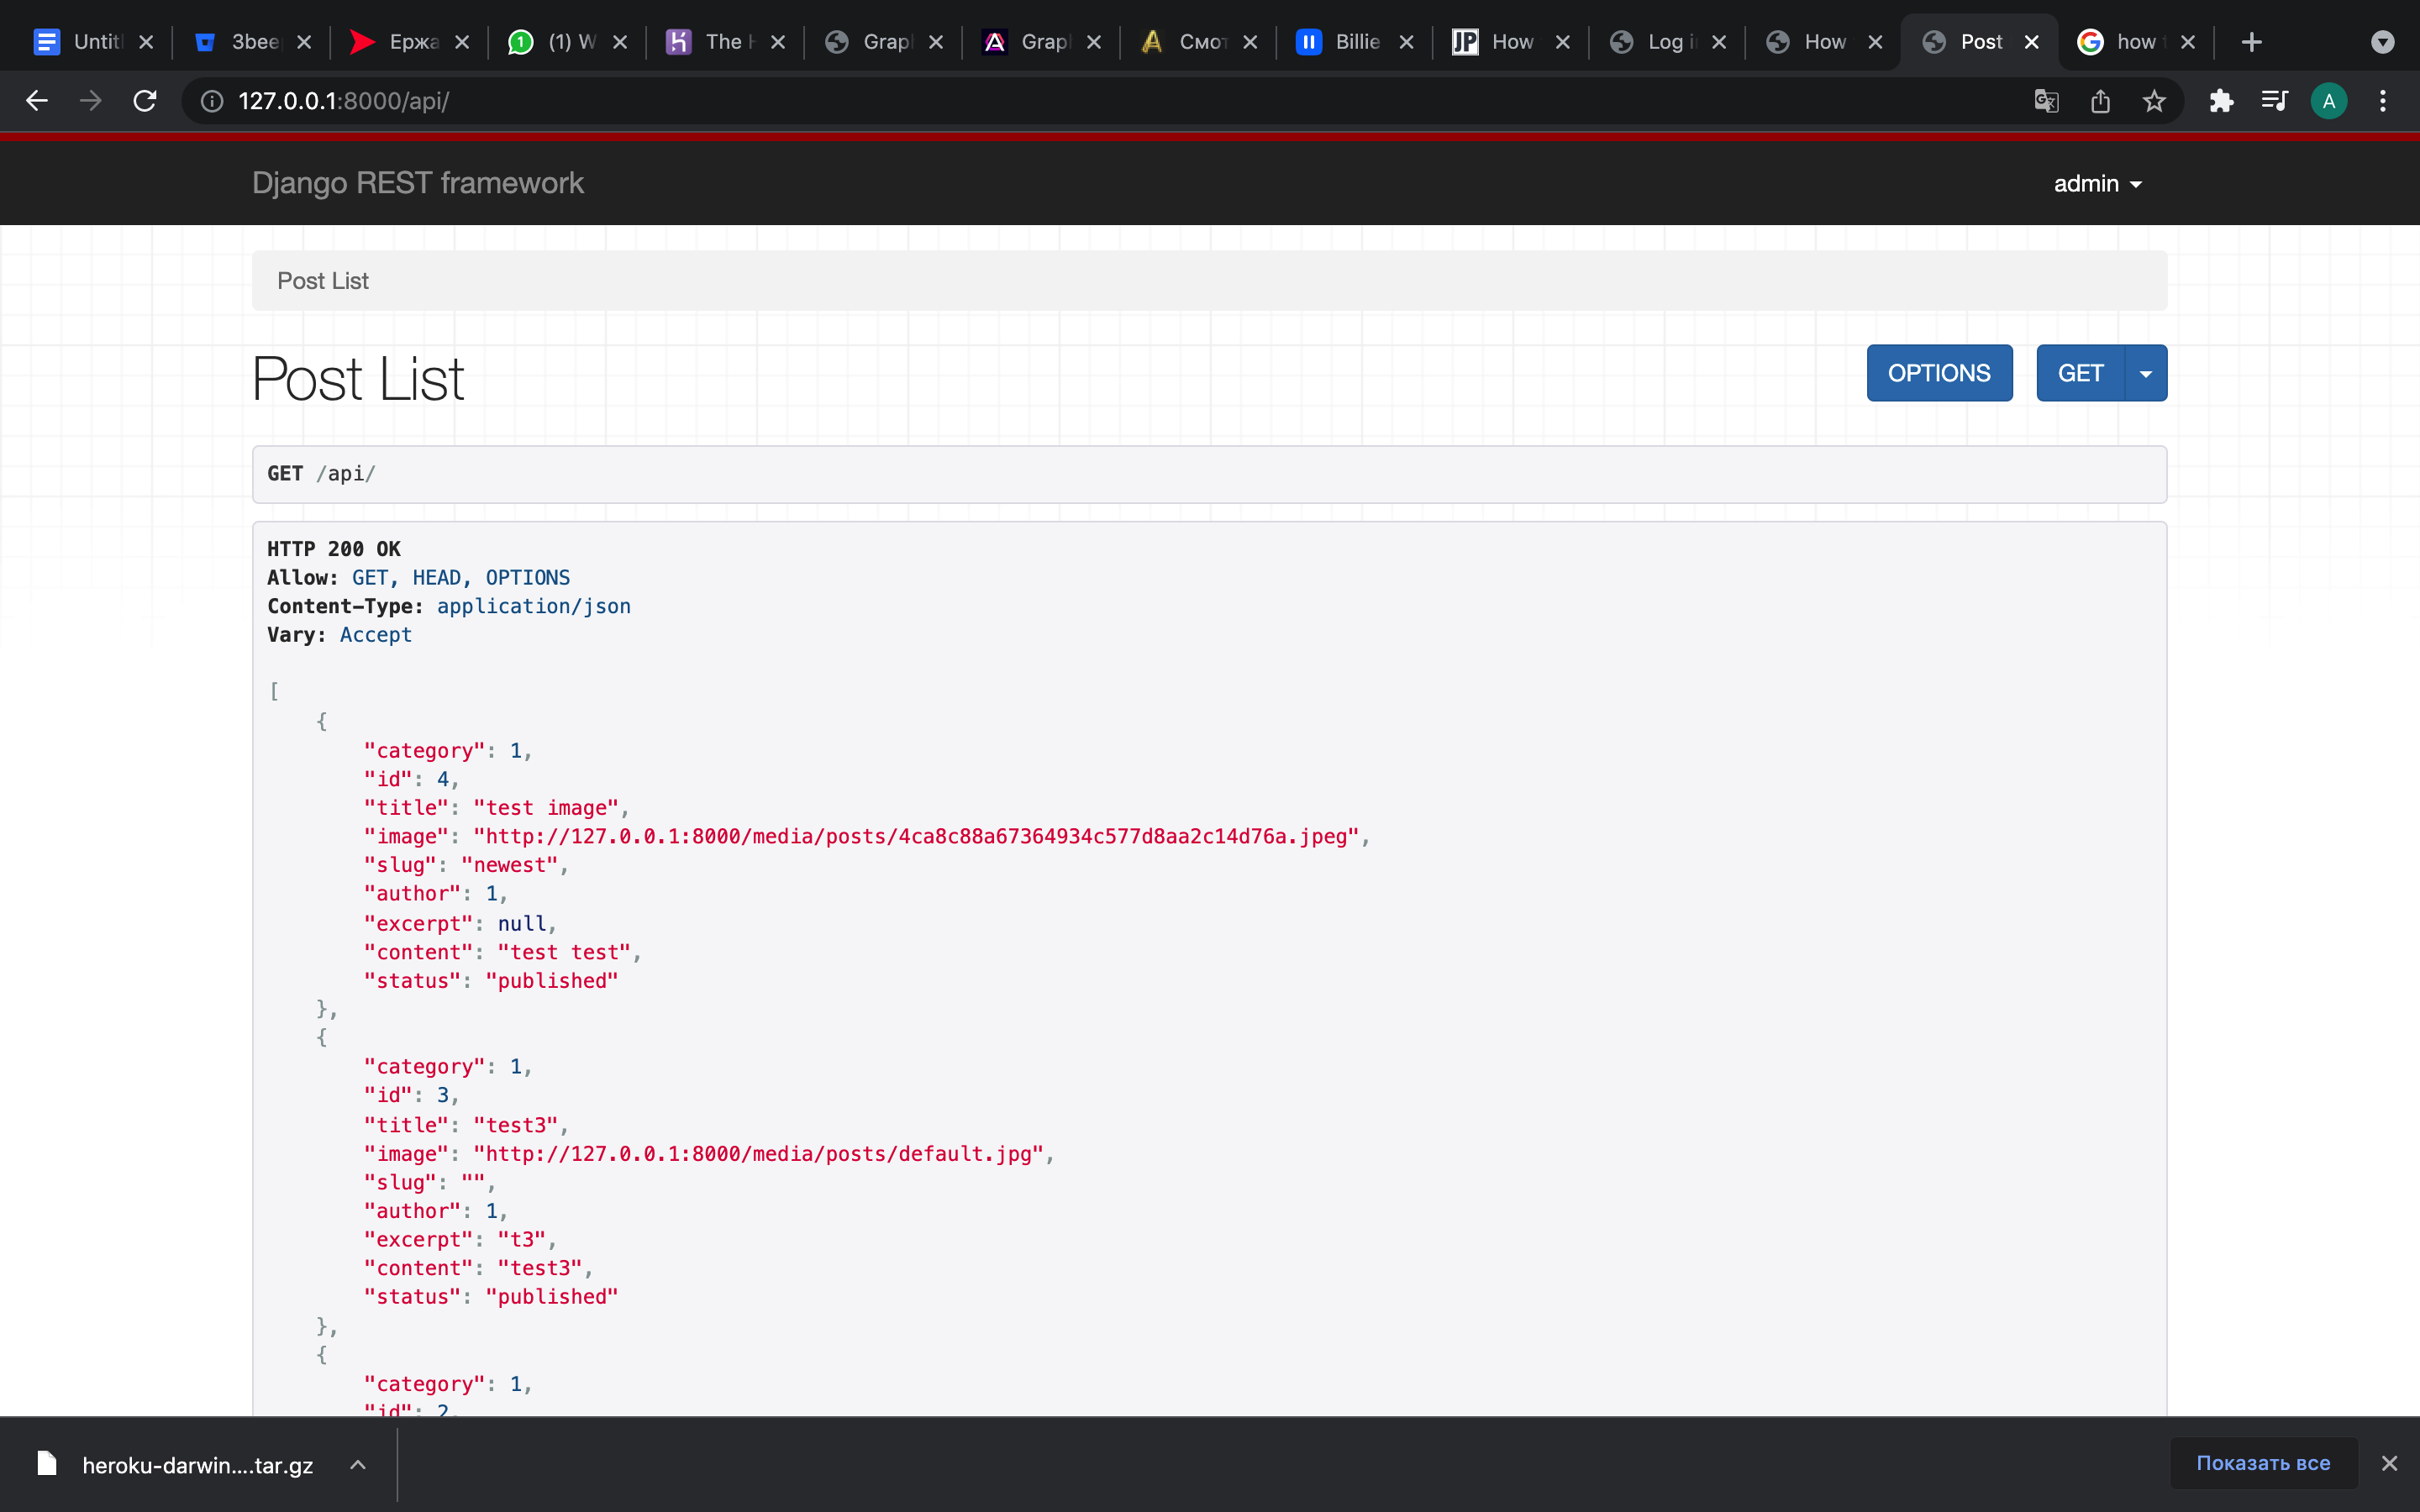 Untit
Звее
Ержа
(1) W
The H
Grap
Grap
Смот
Billie
How
Log i
How
Post
how
127.0.0.1:8000/api/
A
Django REST framework
admin
Post List
Post List
OPTIONS
GET
GET /api/
HTTP 200 OK
Allow: GET, HEAD, OPTIONS
Content-Type: application/json
Vary: Accept
[
{
"category": 1,
"id": 4,
"title": "test image",
"image": "http://127.0.0.1:8000/media/posts/4ca8c88a67364934c577d8aa2c14d76a.jpeg",
"slug": "newest",
"author": 1,
"excerpt": null,
"content": "test test",
"status": "published"
},
{
"category": 1,
"id": 3,
"title": "test3",
"image": "http://127.0.0.1:8000/media/posts/default.jpg",
"slug": "",
"author": 1,
"excerpt": "t3",
"content": "test3",
"status": "published"
},
{
"category": 1,
"id": 2,
heroku-darwin....tar.gz
Показать все